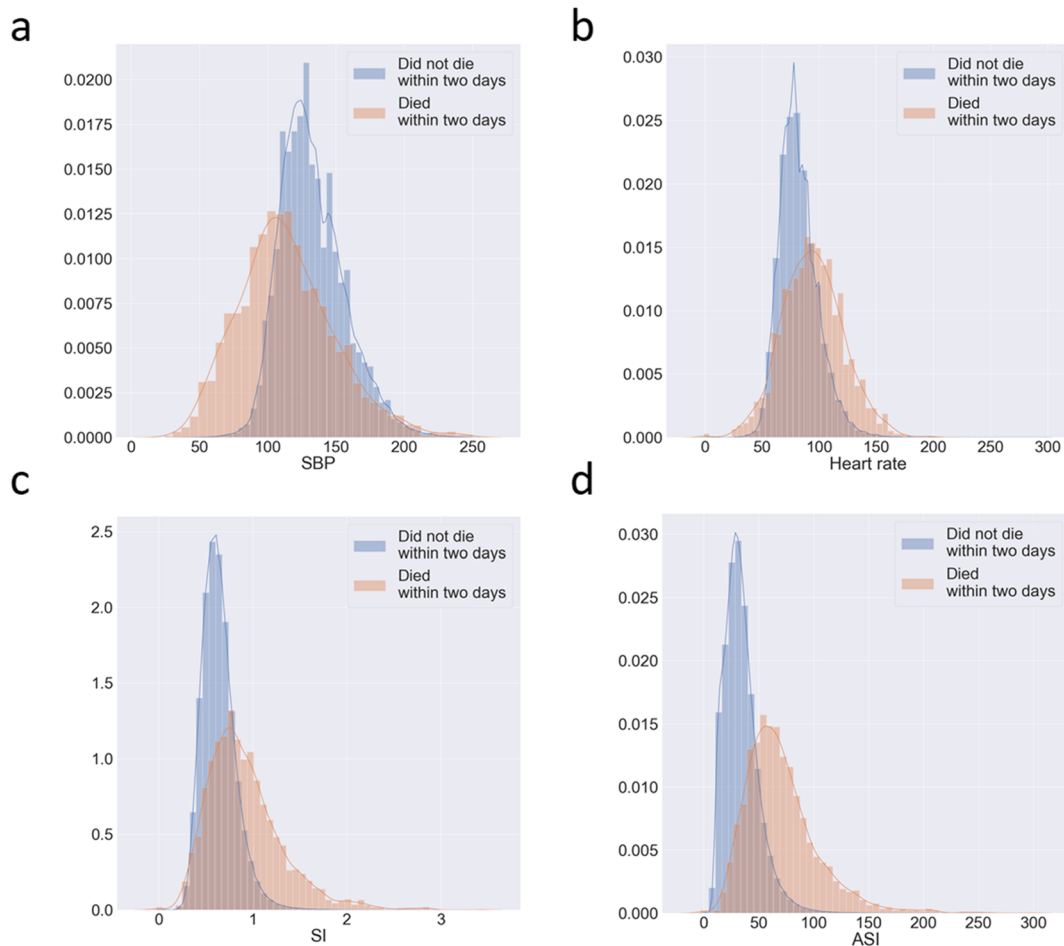 a
Did not die
within two days
Died
within two days
0.0200
0.0175
0.0150
0.0125
0.0100
0.0075
0.0050
0.0025
0.0000
0 50 100 150 200 250
SBP
b
Did not die
within two days
Died
within two days
0.030
0.025
0.020
0.015
0.010
0.005
0.000
0 50 100 150 200 250 300
Heart rate
c
Did not die
within two days
Died
within two days
2.5
2.0
1.5
1.0
0.5
0.0
0 1 2 3
SI
d
Did not die
within two days
Died
within two days
0.030
0.025
0.020
0.015
0.010
0.005
0.000
0 50 100 150 200 250 300
ASI